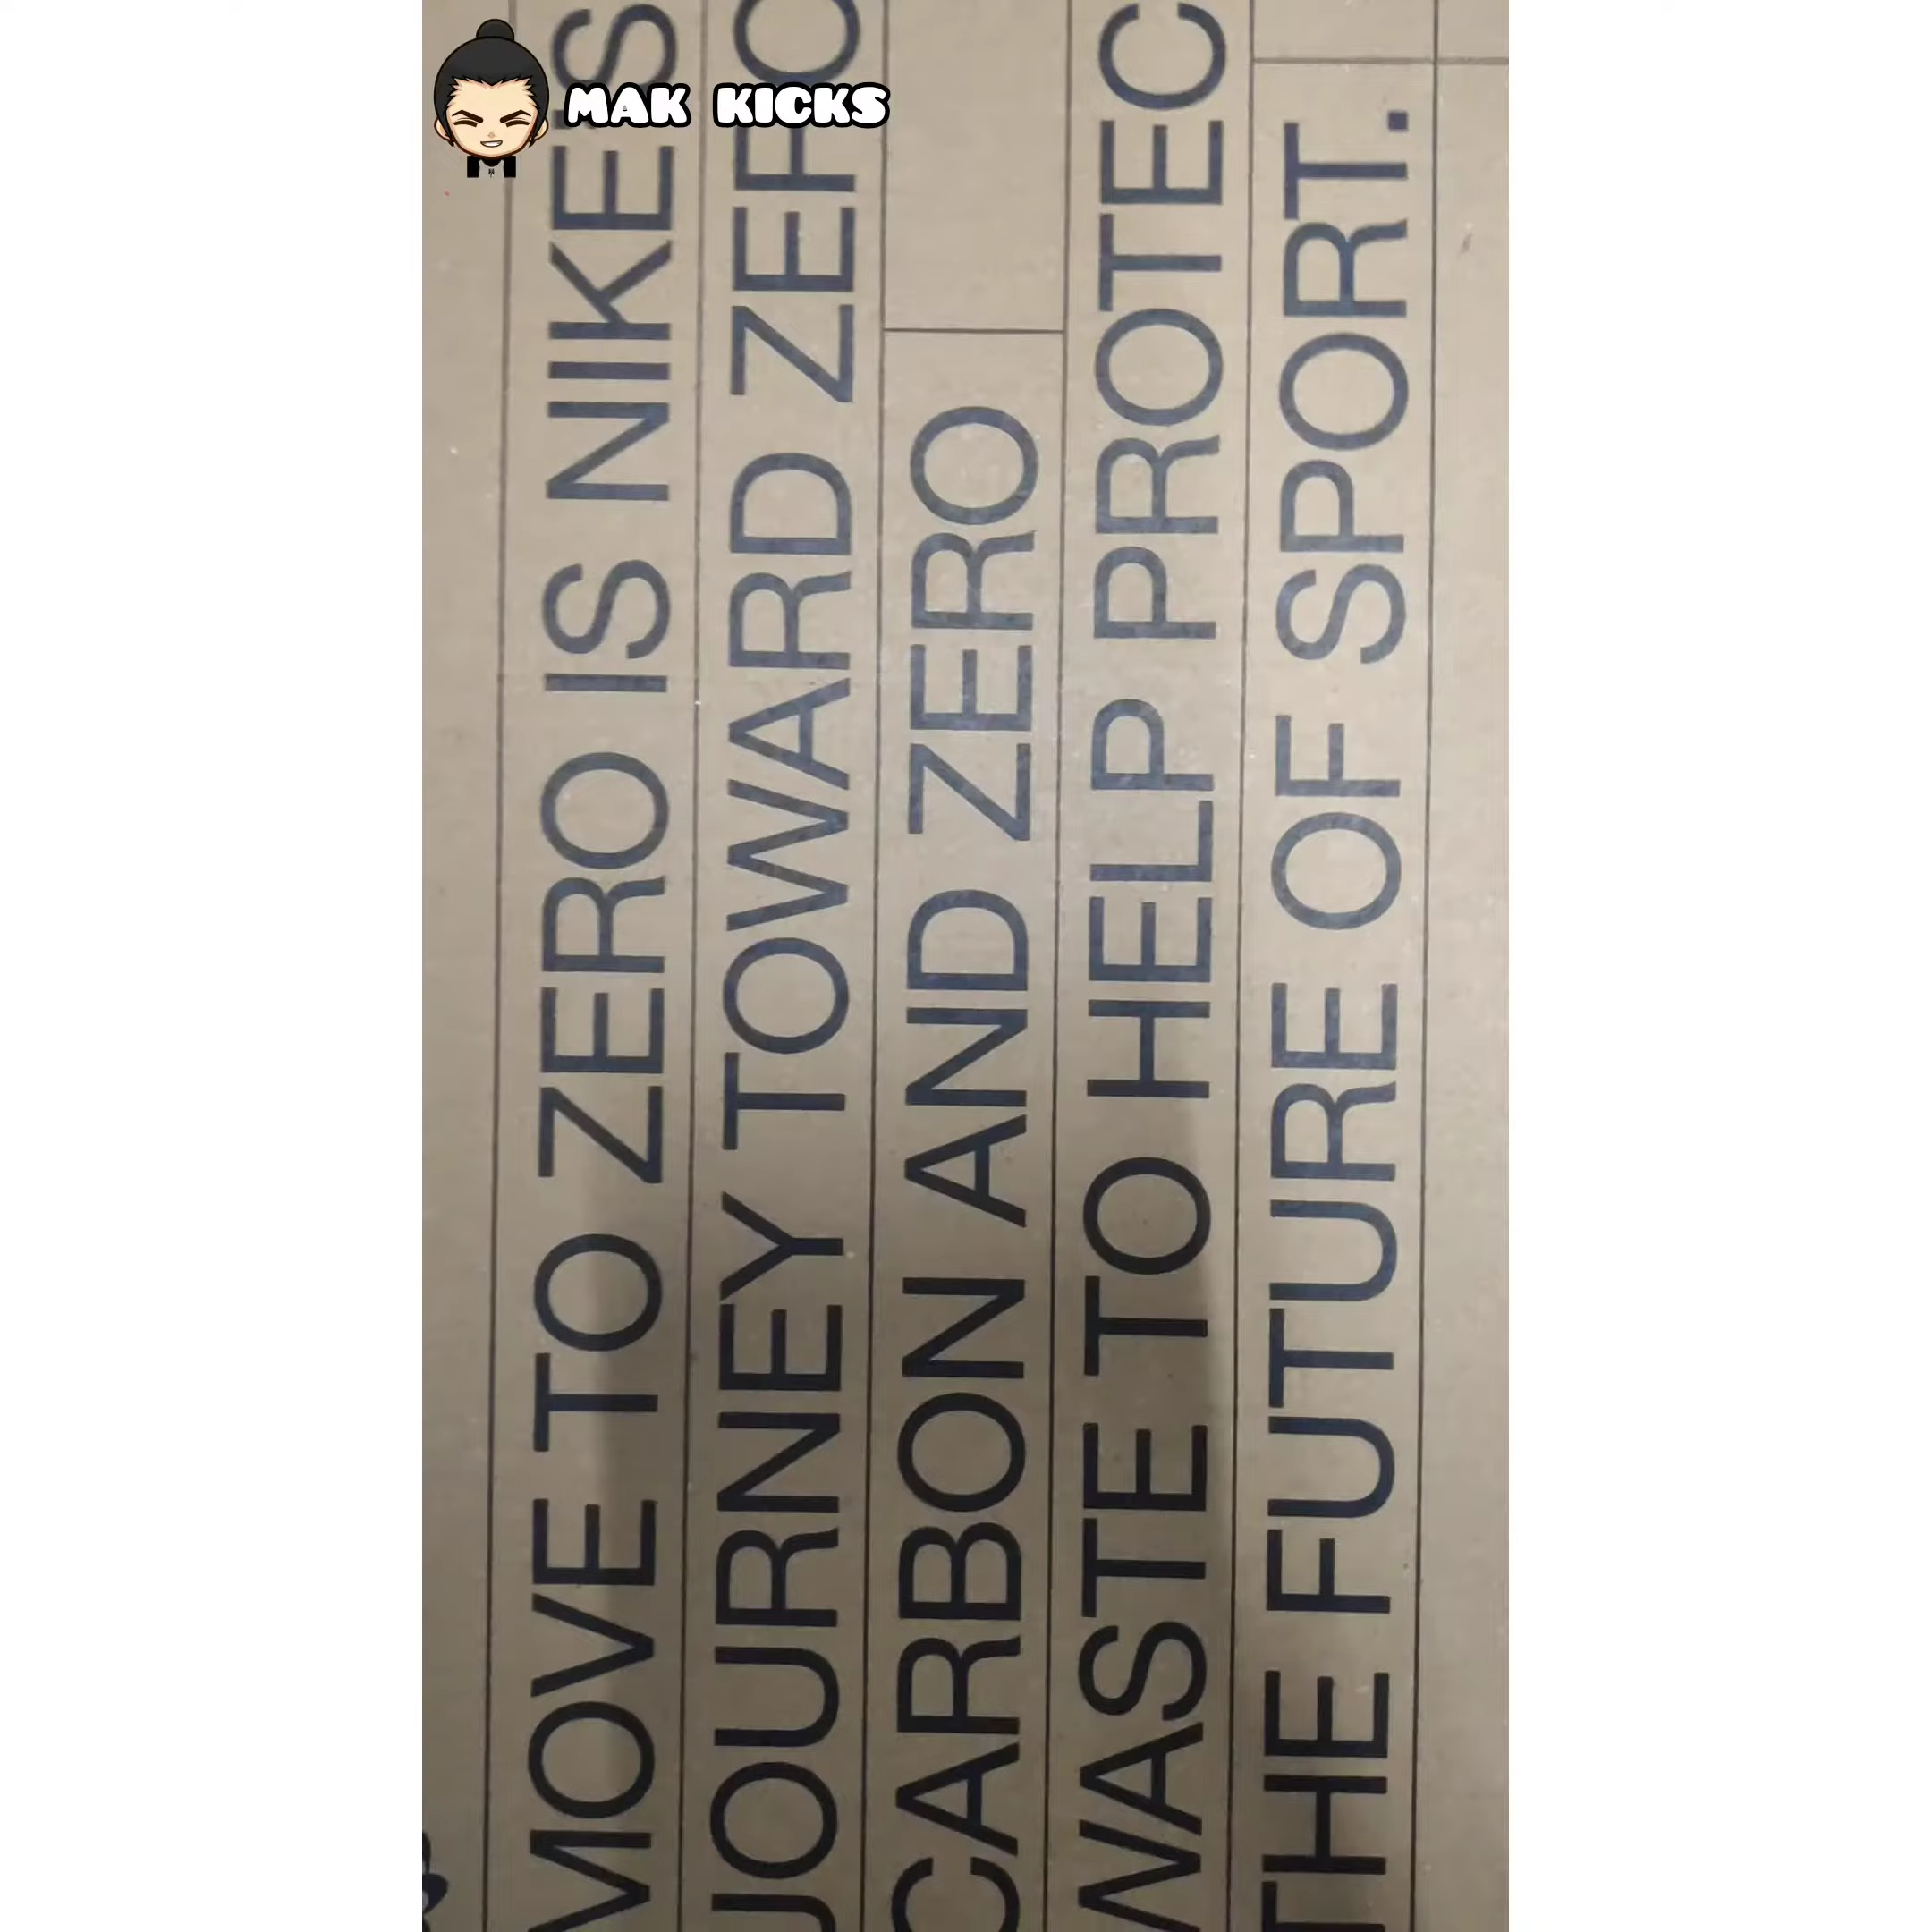 MAK KICKS
MOVE TO ZERO IS NIKE'S
JOURNEY TOWARD ZERO
CARBON AND ZERO
WASTE TO HELP PROTEC
THE FUTURE OF SPORT.